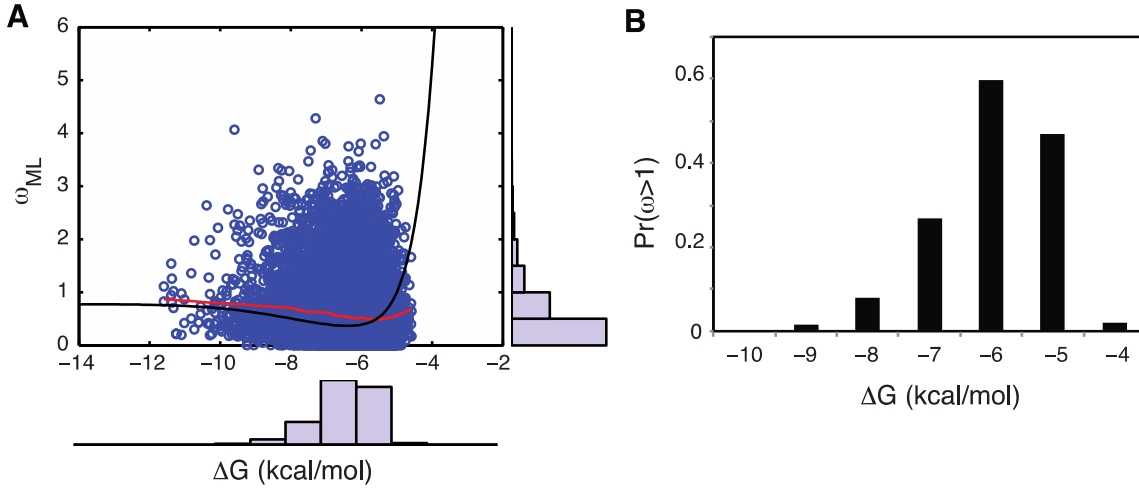 A
ω_ML
6
5
4
3
2
1
0
−14 −12 −10 −8 −6 −4 −2
ΔG (kcal/mol)
B
Pr(ω>1)
0.6
0.4
0.2
0
−10 −9 −8 −7 −6 −5 −4
ΔG (kcal/mol)